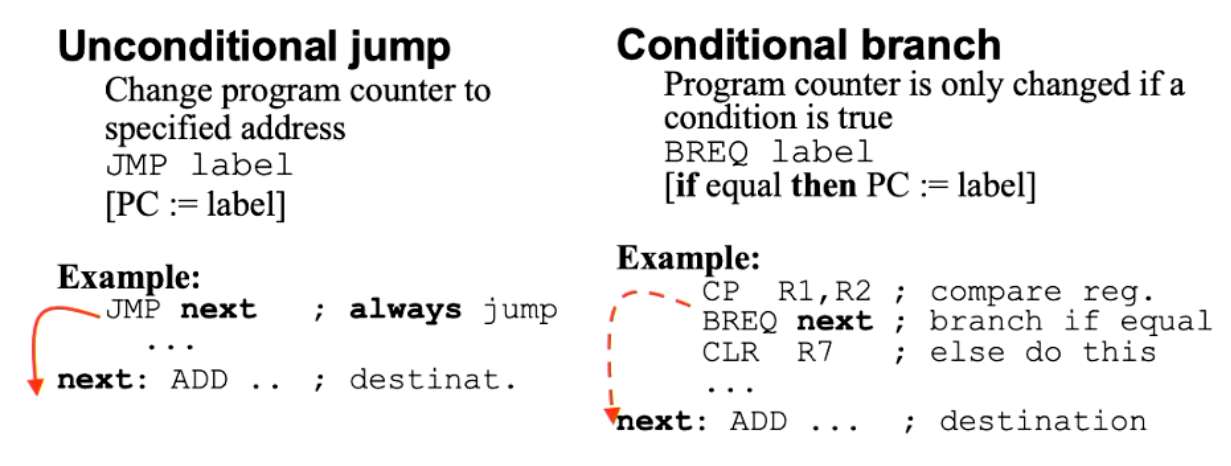 Unconditional jump
Change program counter to
specified address
JMP label
[PC := label]
Example:
JMP next ; always jump
...
next: ADD .. ; destinat.
Conditional branch
Program counter is only changed if a
condition is true
BREQ label
[if equal then PC := label]
Example:
CP R1,R2 ; compare reg.
BREQ next ; branch if equal
CLR R7 ; else do this
...
next: ADD ... ; destination